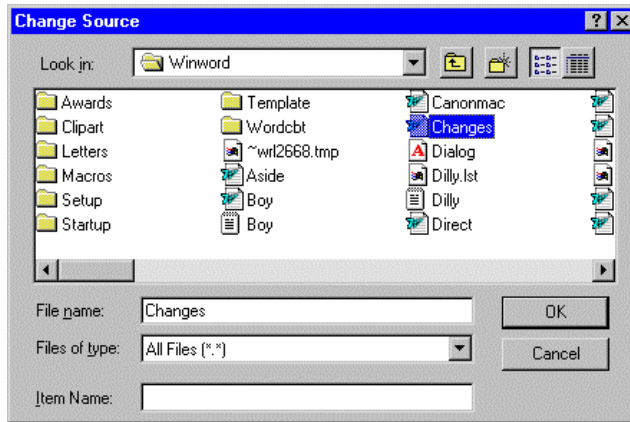 Change Source
Look in: Winword
Awards Template Canonmac
Clipart Wordcbt Changes
Letters ~wrl2668.tmp Dialog
Macros Aside Dilly.lst
Setup Boy Dilly
Startup Boy Direct
File name: Changes OK
Files of type: All Files (*.*) Cancel
Item Name: